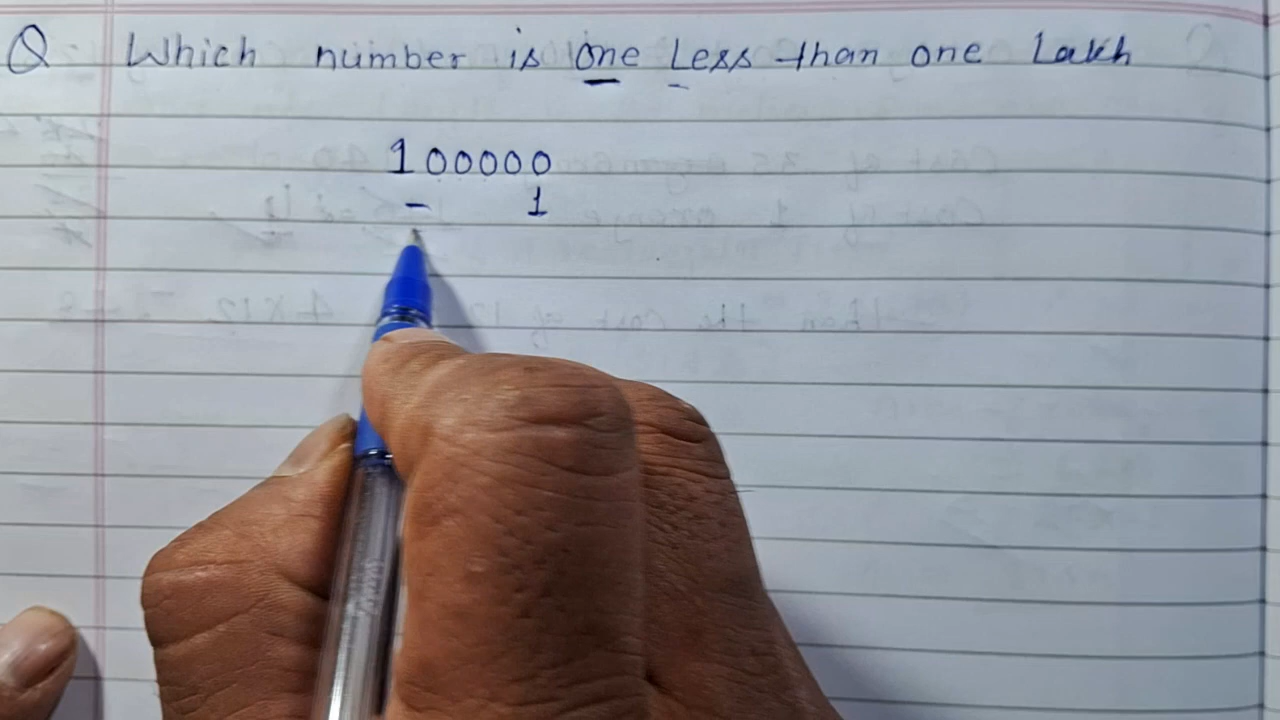 Q Which number is one Less than one Lakh
100000
- 1